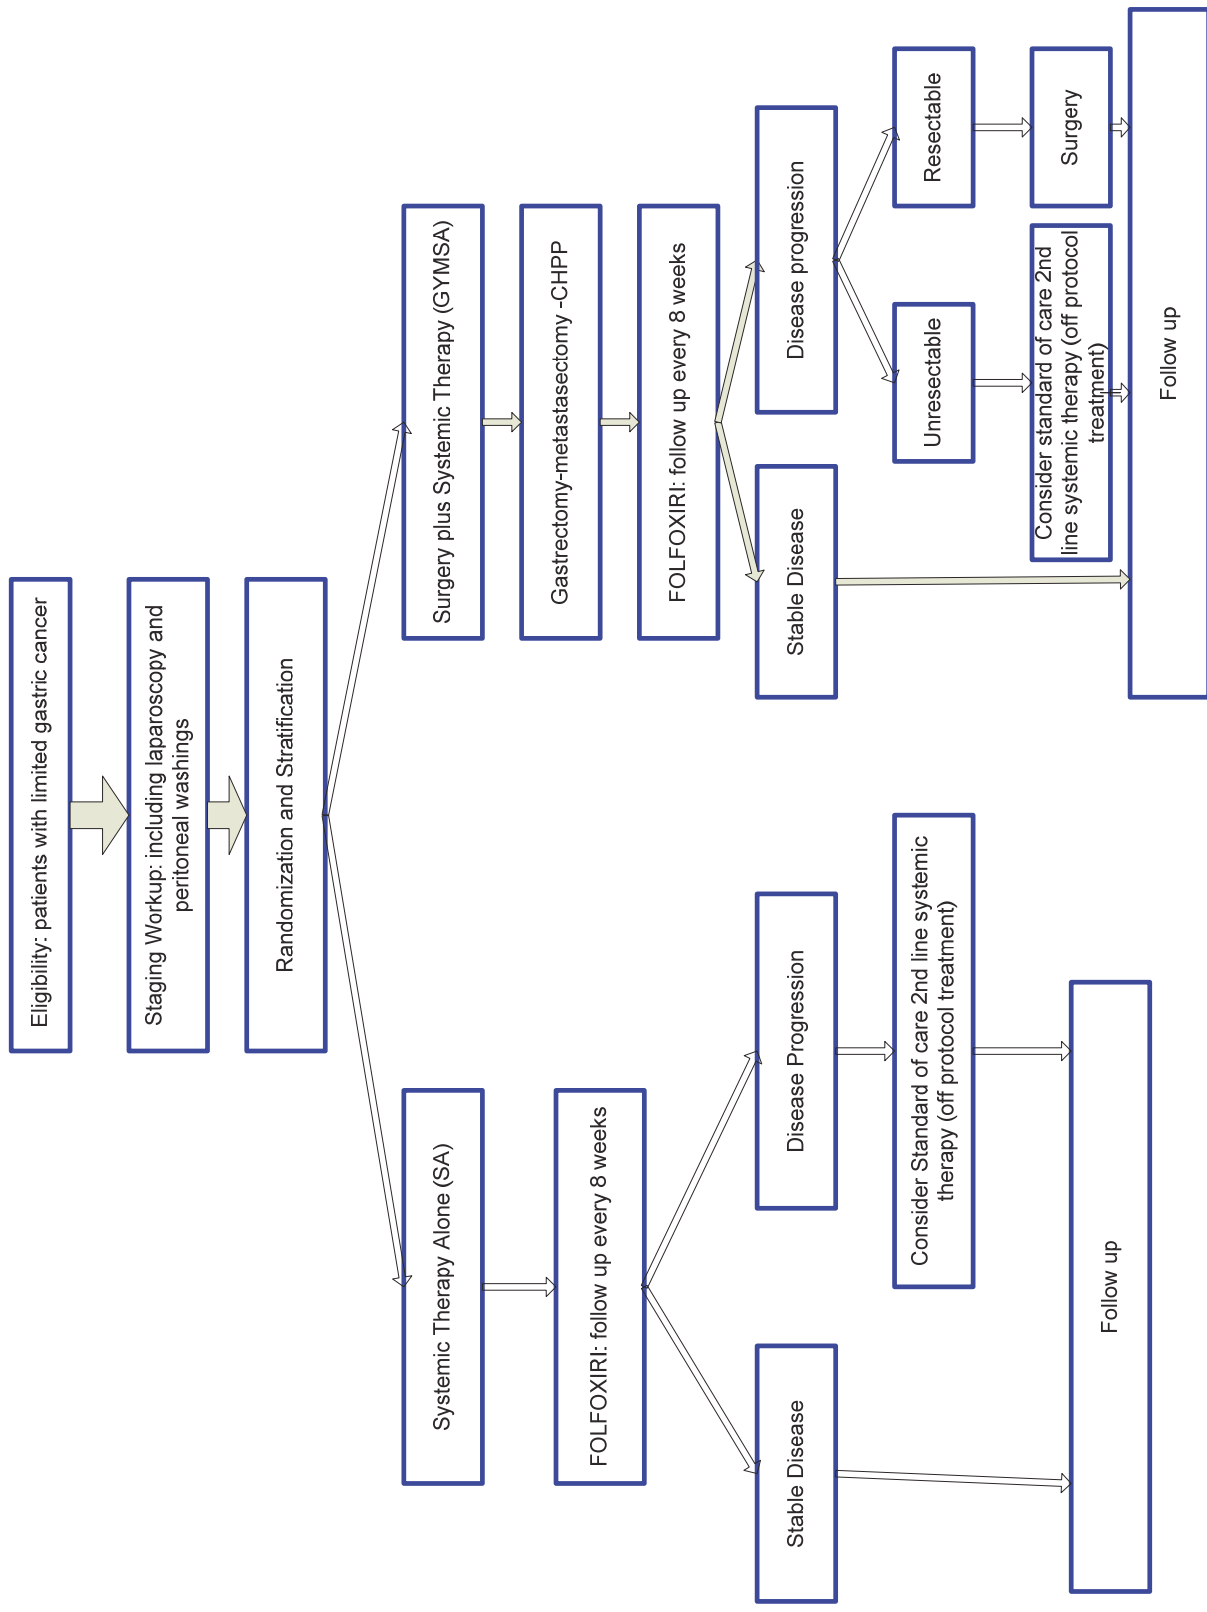 Eligibility: patients with limited gastric cancer
Staging Workup: including laparoscopy and
peritoneal washings
Randomization and Stratification
Systemic Therapy Alone (SA)
FOLFOXIRI: follow up every 8 weeks
Stable Disease
Disease Progression
Consider Standard of care 2nd line systemic
therapy (off protocol treatment)
Follow up
Surgery plus Systemic Therapy (GYMSA)
Gastrectomy-metastasectomy -CHPP
FOLFOXIRI: follow up every 8 weeks
Stable Disease
Disease progression
Unresectable
Resectable
Consider standard of care 2nd
line systemic therapy (off protocol
treatment)
Surgery
Follow up